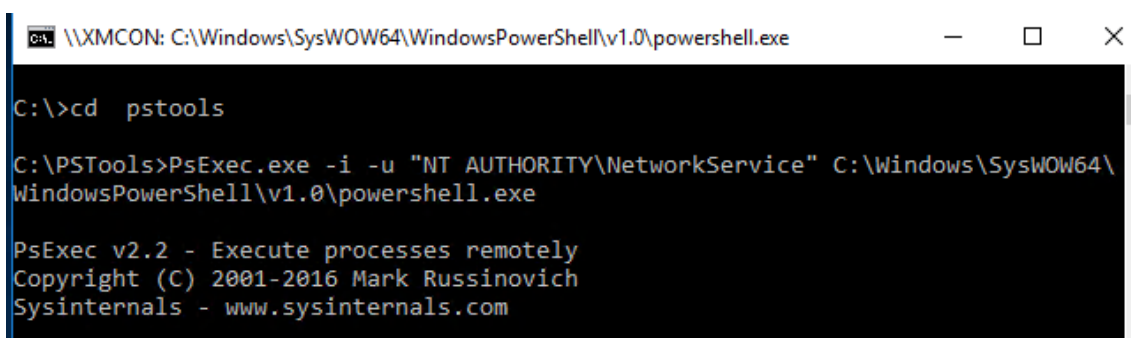 \\XMCON: C:\Windows\SysWOW64\WindowsPowerShell\v1.0\powershell.exe
C:\>cd  pstools
C:\PSTools>PsExec.exe -i -u "NT AUTHORITY\NetworkService" C:\Windows\SysWOW64\
WindowsPowerShell\v1.0\powershell.exe
PsExec v2.2 - Execute processes remotely
Copyright (C) 2001-2016 Mark Russinovich
Sysinternals - www.sysinternals.com